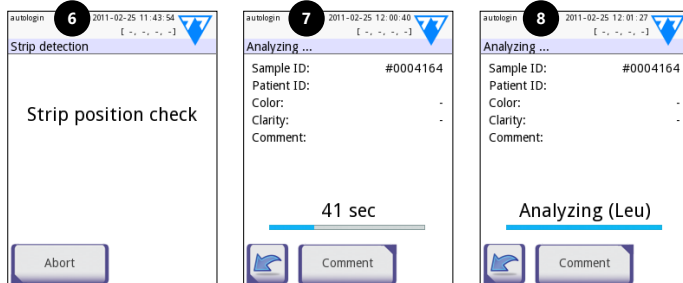 autologin 6 2011-02-25 11:43:54
[ -, -, -, -]
Strip detection
Strip position check
Abort
autologin 7 2011-02-25 12:00:40
[ -, -, -, -]
Analyzing ...
Sample ID: #0004164
Patient ID:
Color: -
Clarity: -
Comment:
41 sec
Comment
autologin 8 2011-02-25 12:01:27
[ -, -, -, -]
Analyzing ...
Sample ID: #0004164
Patient ID:
Color: -
Clarity: -
Comment:
Analyzing (Leu)
Comment